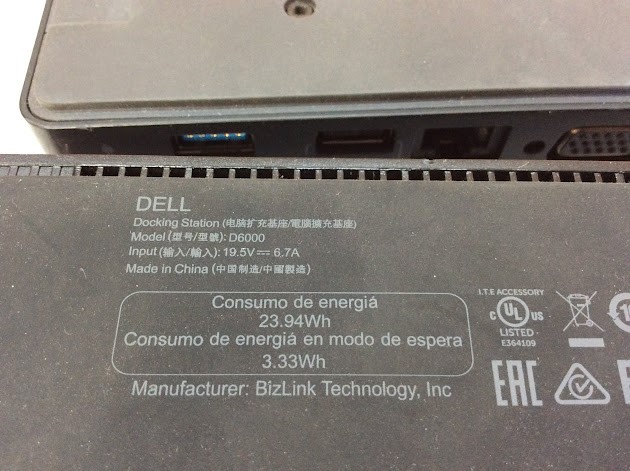 DELL
Docking Station (电脑扩充基座/電腦擴充基座)
Model (型号/型號): D6000
Input (输入/輸入): 19.5V⎓6.7A
Made in China (中国制造/中國製造)
Consumo de energiá
23.94Wh
Consumo de energiá en modo de espera
3.33Wh
Manufacturer: BizLink Technology, Inc
I.T.E ACCESSORY
C UL US
LISTED
E364109
10
EAC